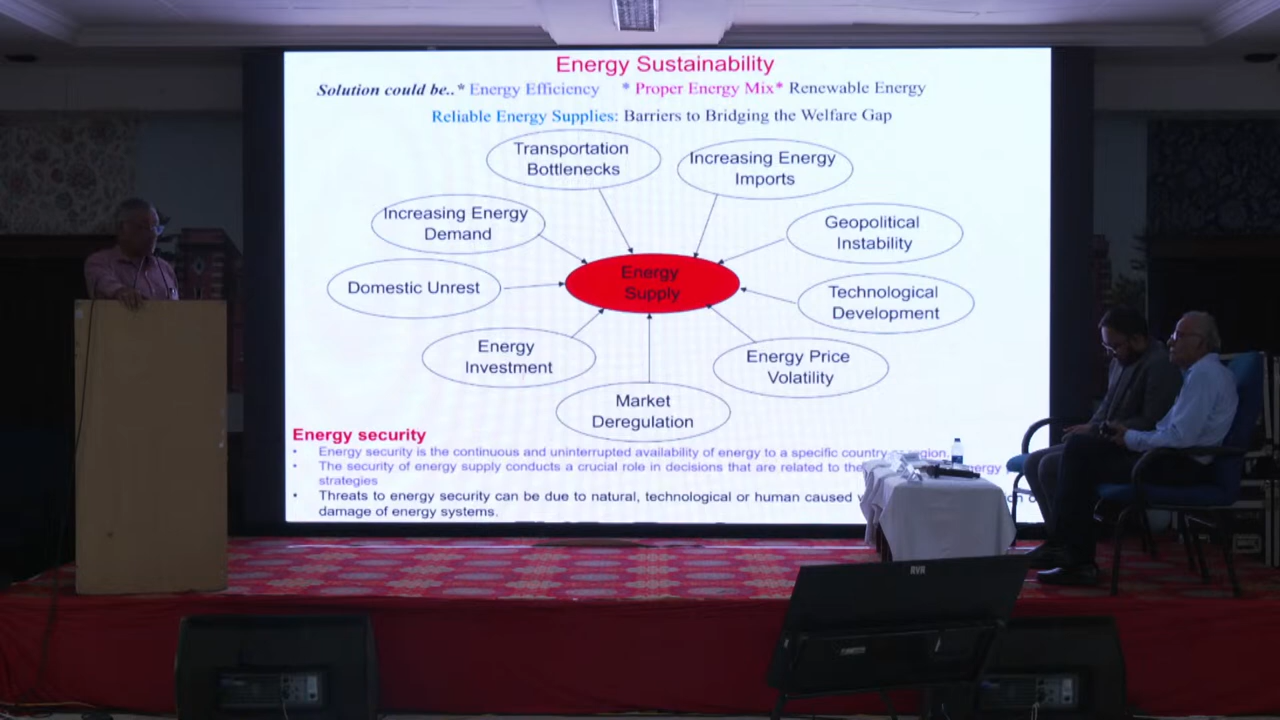 Energy Sustainability
Solution could be..* Energy Efficiency * Proper Energy Mix* Renewable Energy
Reliable Energy Supplies: Barriers to Bridging the Welfare Gap
Transportation
Bottlenecks
Increasing Energy
Imports
Increasing Energy
Demand
Geopolitical
Instability
Energy
Supply
Domestic Unrest
Technological
Development
Energy
Investment
Energy Price
Volatility
Market
Deregulation
Energy security
• Energy security is the continuous and uninterrupted availability of energy to a specific country
• The security of energy supply conducts a crucial role in decisions that are related to the
strategies
• Threats to energy security can be due to natural, technological or human caused
damage of energy systems.
RVR